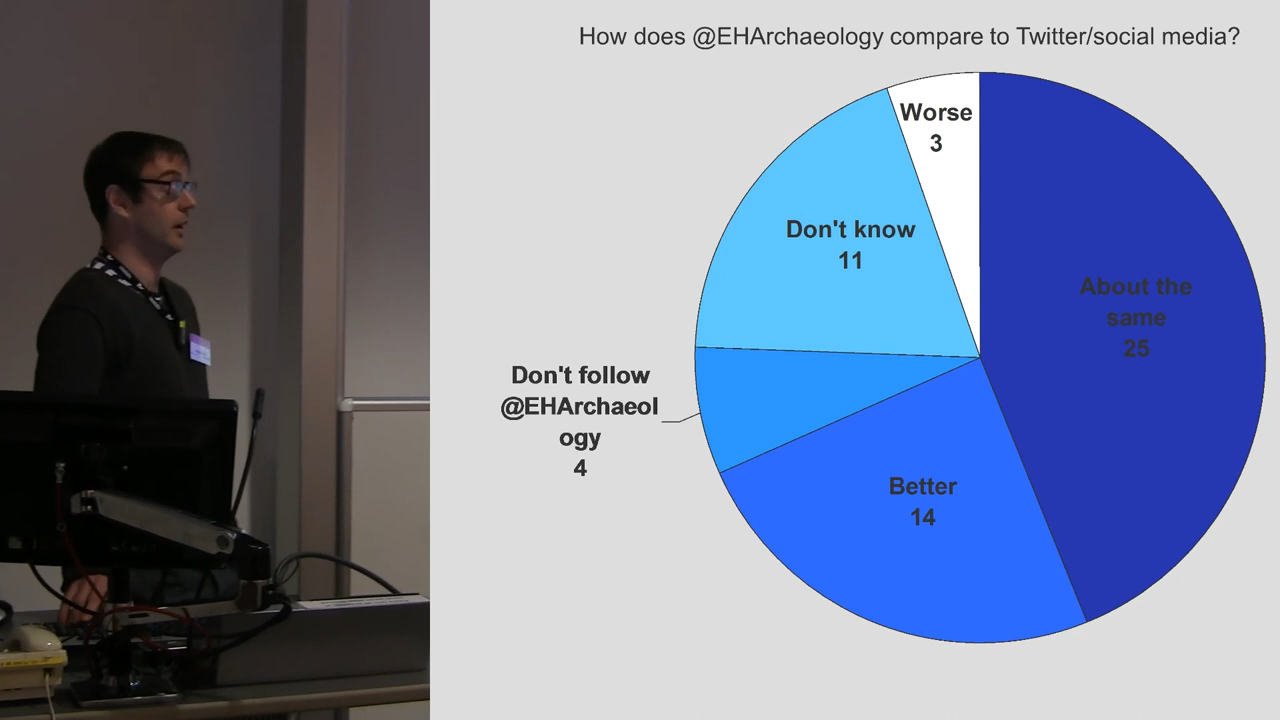 How does @EHArchaeology compare to Twitter/social media?
Worse
3
Don't know
11
About the
same
25
Don't follow
@EHArchaeol
ogy
4
Better
14